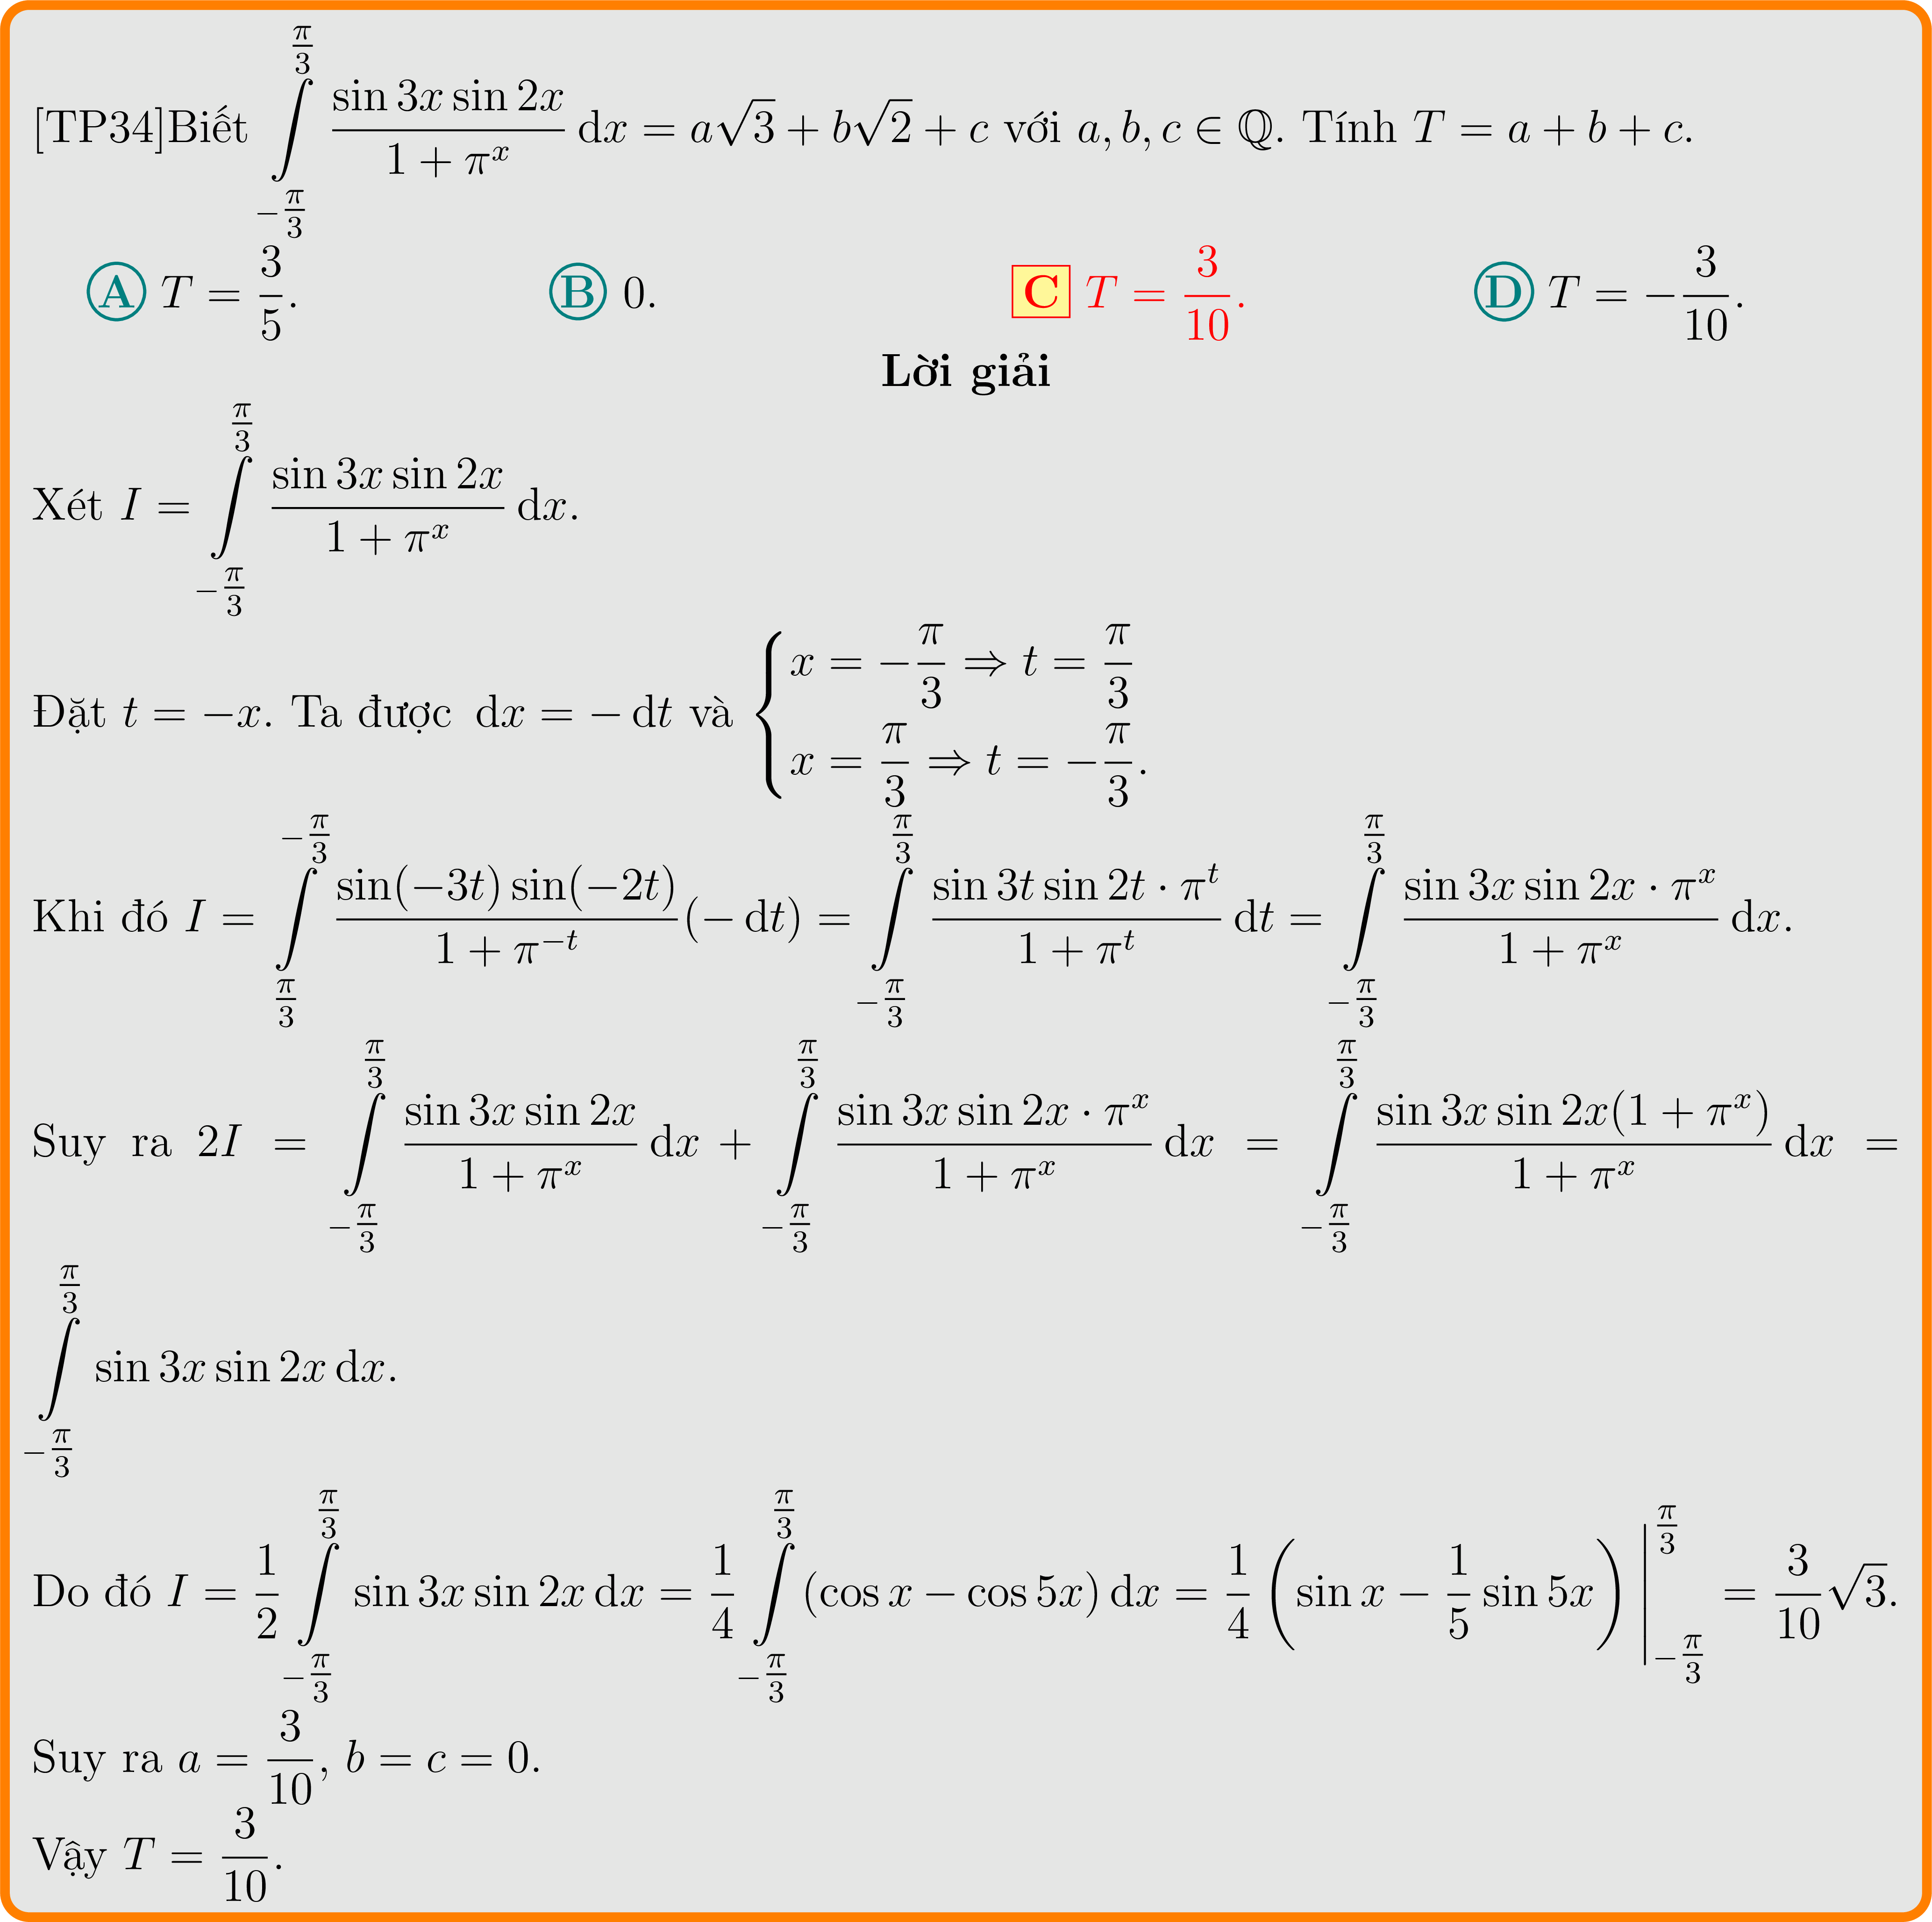 [TP34]Biết $\int\limits_{-\frac{\pi}{3}}^{\frac{\pi}{3}} \frac{\sin 3x \sin 2x}{1+\pi^x} \, \mathrm{d}x = a\sqrt{3} + b\sqrt{2} + c$ với $a, b, c \in \mathbb{Q}$. Tính $T = a + b + c$.
A $T = \frac{3}{5}$. B 0. C $T = \frac{3}{10}$. D $T = -\frac{3}{10}$.
Lời giải
Xét $I = \int\limits_{-\frac{\pi}{3}}^{\frac{\pi}{3}} \frac{\sin 3x \sin 2x}{1+\pi^x} \, \mathrm{d}x$.
Đặt $t = -x$. Ta được $\mathrm{d}x = -\mathrm{d}t$ và $\begin{cases} x = -\frac{\pi}{3} \Rightarrow t = \frac{\pi}{3} \\ x = \frac{\pi}{3} \Rightarrow t = -\frac{\pi}{3}. \end{cases}$
Khi đó $I = \int\limits_{\frac{\pi}{3}}^{-\frac{\pi}{3}} \frac{\sin(-3t)\sin(-2t)}{1+\pi^{-t}} (-\mathrm{d}t) = \int\limits_{-\frac{\pi}{3}}^{\frac{\pi}{3}} \frac{\sin 3t \sin 2t \cdot \pi^t}{1+\pi^t} \, \mathrm{d}t = \int\limits_{-\frac{\pi}{3}}^{\frac{\pi}{3}} \frac{\sin 3x \sin 2x \cdot \pi^x}{1+\pi^x} \, \mathrm{d}x$.
Suy ra $2I = \int\limits_{-\frac{\pi}{3}}^{\frac{\pi}{3}} \frac{\sin 3x \sin 2x}{1+\pi^x} \, \mathrm{d}x + \int\limits_{-\frac{\pi}{3}}^{\frac{\pi}{3}} \frac{\sin 3x \sin 2x \cdot \pi^x}{1+\pi^x} \, \mathrm{d}x = \int\limits_{-\frac{\pi}{3}}^{\frac{\pi}{3}} \frac{\sin 3x \sin 2x(1+\pi^x)}{1+\pi^x} \, \mathrm{d}x =$
$\int\limits_{-\frac{\pi}{3}}^{\frac{\pi}{3}} \sin 3x \sin 2x \, \mathrm{d}x$.
Do đó $I = \frac{1}{2} \int\limits_{-\frac{\pi}{3}}^{\frac{\pi}{3}} \sin 3x \sin 2x \, \mathrm{d}x = \frac{1}{4} \int\limits_{-\frac{\pi}{3}}^{\frac{\pi}{3}} (\cos x - \cos 5x) \, \mathrm{d}x = \frac{1}{4} \left( \sin x - \frac{1}{5} \sin 5x \right) \Big|_{-\frac{\pi}{3}}^{\frac{\pi}{3}} = \frac{3}{10}\sqrt{3}$.
Suy ra $a = \frac{3}{10}$, $b = c = 0$.
Vậy $T = \frac{3}{10}$.